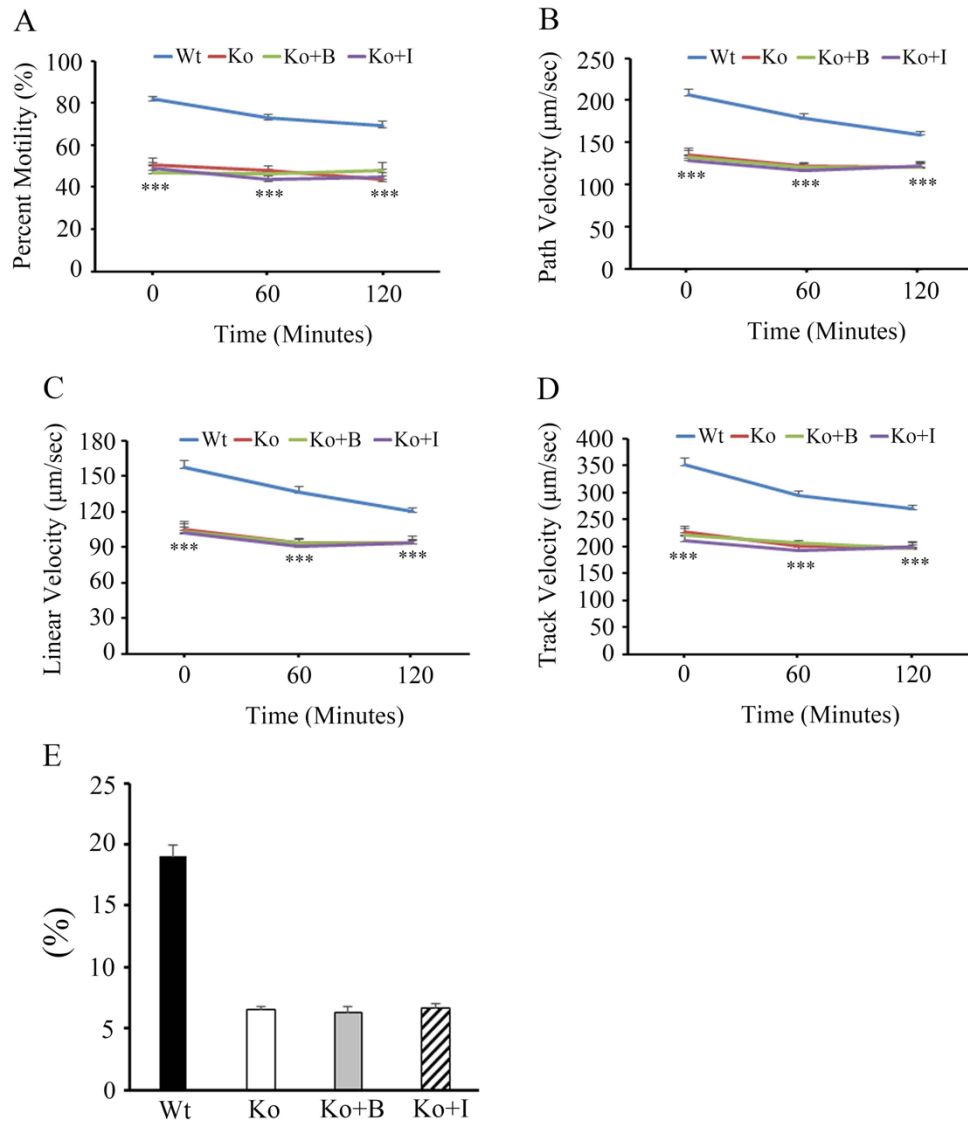 A
Wt Ko Ko+B Ko+I
Percent Motility (%)
100
80
60
40
20
0
*** *** ***
0 60 120
Time (Minutes)
B
Wt Ko Ko+B Ko+I
Path Velocity (µm/sec)
250
200
150
100
50
0
*** *** ***
0 60 120
Time (Minutes)
C
Wt Ko Ko+B Ko+I
Linear Velocity (µm/sec)
180
150
120
90
60
30
0
*** *** ***
0 60 120
Time (Minutes)
D
Wt Ko Ko+B Ko+I
Track Velocity (µm/sec)
400
350
300
250
200
150
100
50
0
*** *** ***
0 60 120
Time (Minutes)
E
(%)
25
20
15
10
5
0
Wt Ko Ko+B Ko+I